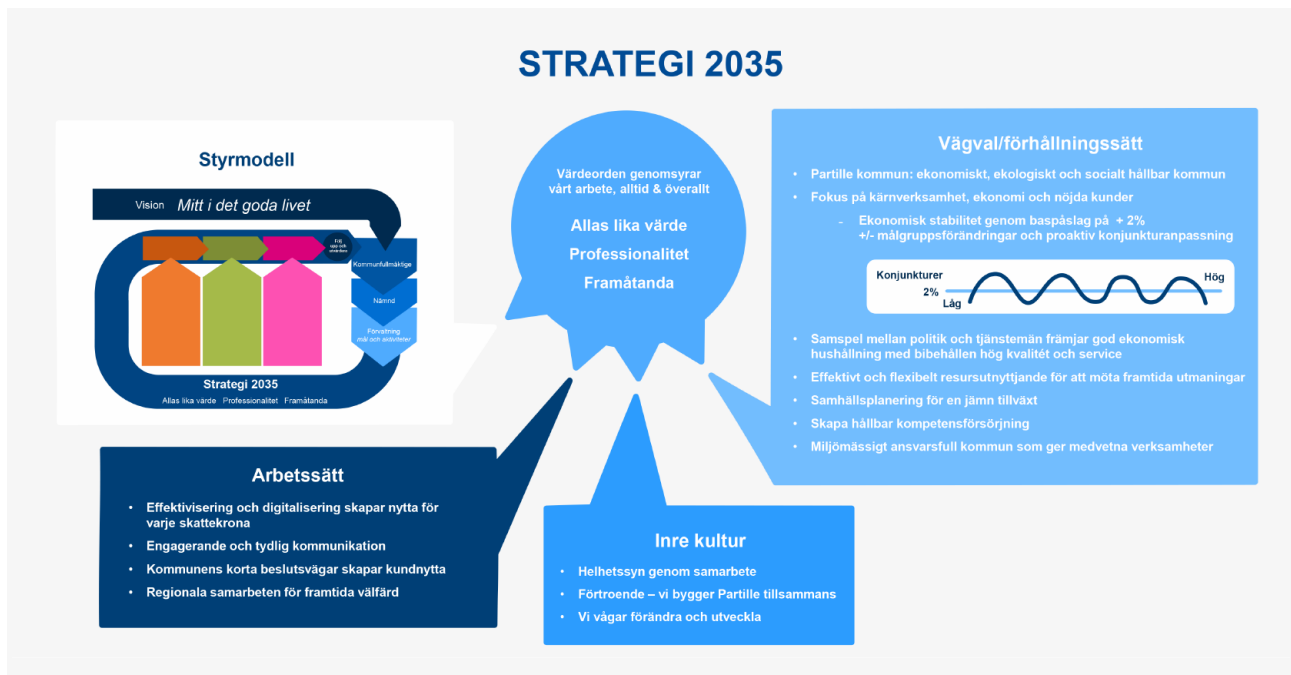 STRATEGI 2035
Styrmodell
Vision Mitt i det goda livet
Följ
upp och
utvärdera
Kommunfullmäktige
Nämnd
Förvaltning
mål och aktiviteter
Strategi 2035
Allas lika värde Professionalitet Framåtanda
Värdeorden genomsyrar
vårt arbete, alltid & överallt
Allas lika värde
Professionalitet
Framåtanda
Vägval/förhållningssätt
• Partille kommun: ekonomiskt, ekologiskt och socialt hållbar kommun
• Fokus på kärnverksamhet, ekonomi och nöjda kunder
- Ekonomisk stabilitet genom baspåslag på + 2%
+/- målgruppsförändringar och proaktiv konjunkturanpassning
Konjunkturer
Hög
2%
Låg
• Samspel mellan politik och tjänstemän främjar god ekonomisk
hushållning med bibehållen hög kvalitét och service
• Effektivt och flexibelt resursutnyttjande för att möta framtida utmaningar
• Samhällsplanering för en jämn tillväxt
• Skapa hållbar kompetensförsörjning
• Miljömässigt ansvarsfull kommun som ger medvetna verksamheter
Arbetssätt
• Effektivisering och digitalisering skapar nytta för
varje skattekrona
• Engagerande och tydlig kommunikation
• Kommunens korta beslutsvägar skapar kundnytta
• Regionala samarbeten för framtida välfärd
Inre kultur
• Helhetssyn genom samarbete
• Förtroende – vi bygger Partille tillsammans
• Vi vågar förändra och utveckla